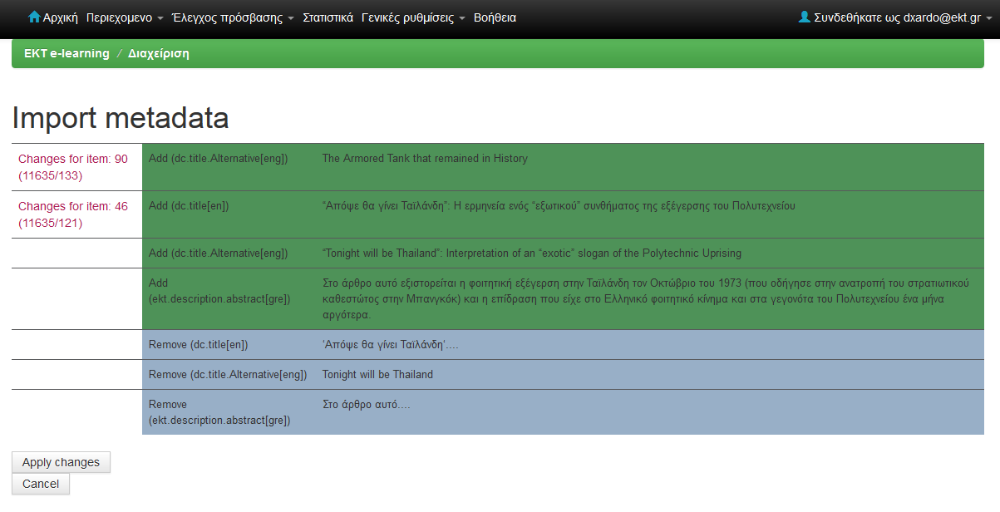 Αρχική Περιεχομενο Έλεγχος πρόσβασης Στατιστικά Γενικές ρυθμίσεις Βοήθεια Συνδεθήκατε ως dxardo@ekt.gr
EKT e-learning / Διαχείριση
Import metadata
Changes for item: 90 Add (dc.title.Alternative[eng]) The Armored Tank that remained in History
(11635/133)
Changes for item: 46 Add (dc.title[en]) “Απόψε θα γίνει Ταϊλάνδη”: Η ερμηνεία ενός “εξωτικού” συνθήματος της εξέγερσης του Πολυτεχνείου
(11635/121)
Add (dc.title.Alternative[eng]) “Tonight will be Thailand”: Interpretation of an “exotic” slogan of the Polytechnic Uprising
Add Στο άρθρο αυτό εξιστορείται η φοιτητική εξέγερση στην Ταϊλάνδη τον Οκτώβριο του 1973 (που οδήγησε στην ανατροπή του στρατιωτικού
(ekt.description.abstract[gre]) καθεστώτος στην Μπανγκόκ) και η επίδραση που είχε στο Ελληνικό φοιτητικό κίνημα και στα γεγονότα του Πολυτεχνείου ένα μήνα
αργότερα.
Remove (dc.title[en]) ‘Απόψε θα γίνει Ταϊλάνδη‘....
Remove (dc.title.Alternative[eng]) Tonight will be Thailand
Remove Στο άρθρο αυτό....
(ekt.description.abstract[gre])
Apply changes
Cancel